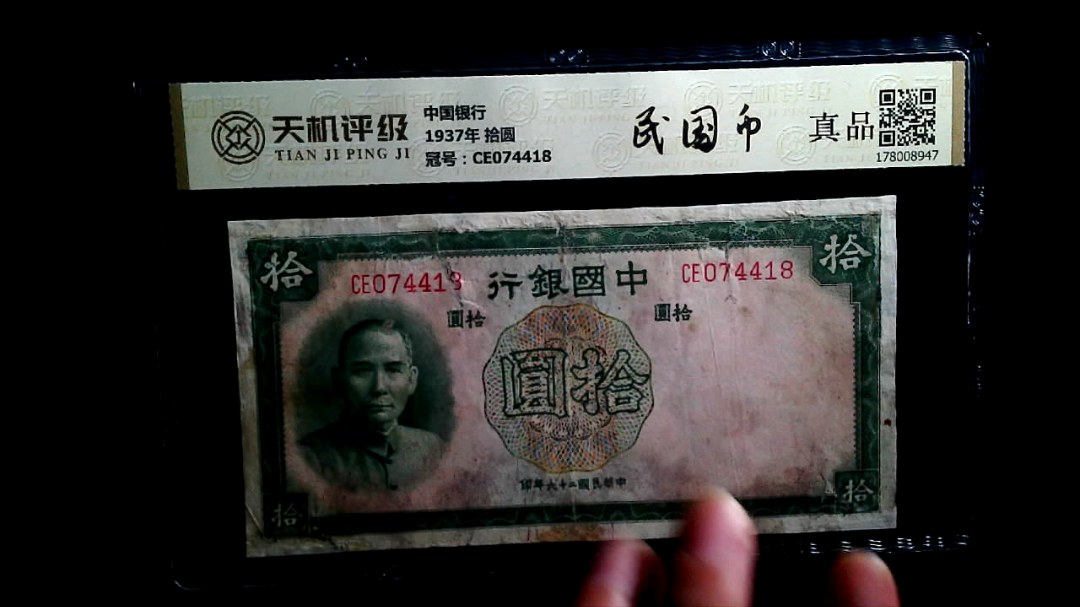 天机评级
TIAN JI PING JI
中国银行
1937年 拾圆
冠号：CE074418
民国币
真品
178008947
拾
拾
CE074418
行銀國中
CE074418
圓拾
圓拾
圓拾
印年六十二國民華中
拾
拾